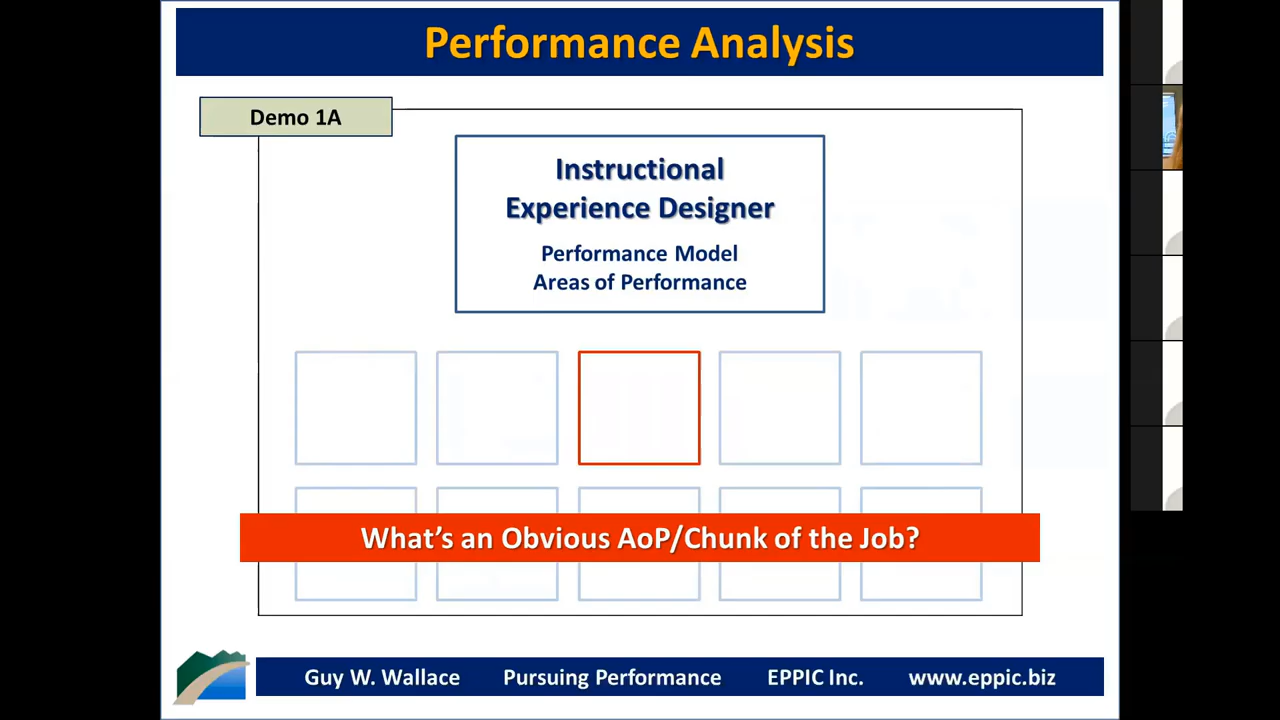 Performance Analysis
Demo 1A
Instructional
Experience Designer
Performance Model
Areas of Performance
What's an Obvious AoP/Chunk of the Job?
Guy W. Wallace Pursuing Performance EPPIC Inc. www.eppic.biz